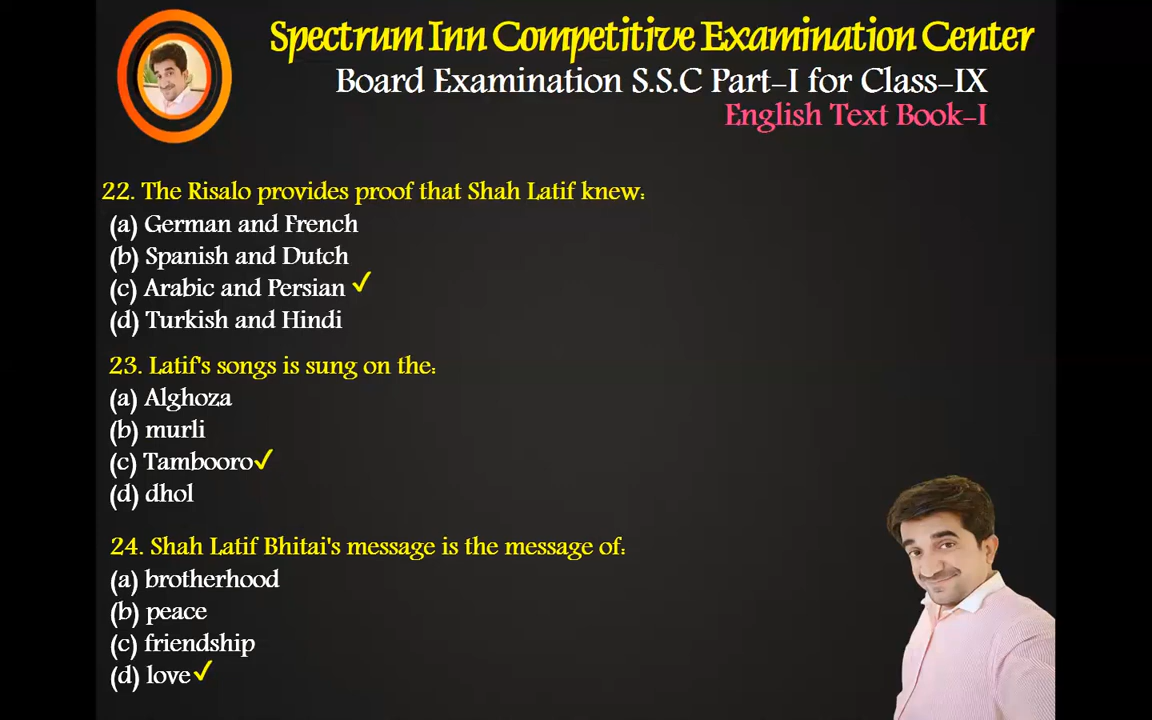 Spectrum Inn Competitive Examination Center
Board Examination S.S.C Part-I for Class-IX
English Text Book-I
22. The Risalo provides proof that Shah Latif knew:
(a) German and French
(b) Spanish and Dutch
(c) Arabic and Persian ✓
(d) Turkish and Hindi
23. Latif's songs is sung on the:
(a) Alghoza
(b) murli
(c) Tambooro✓
(d) dhol
24. Shah Latif Bhitai's message is the message of:
(a) brotherhood
(b) peace
(c) friendship
(d) love✓